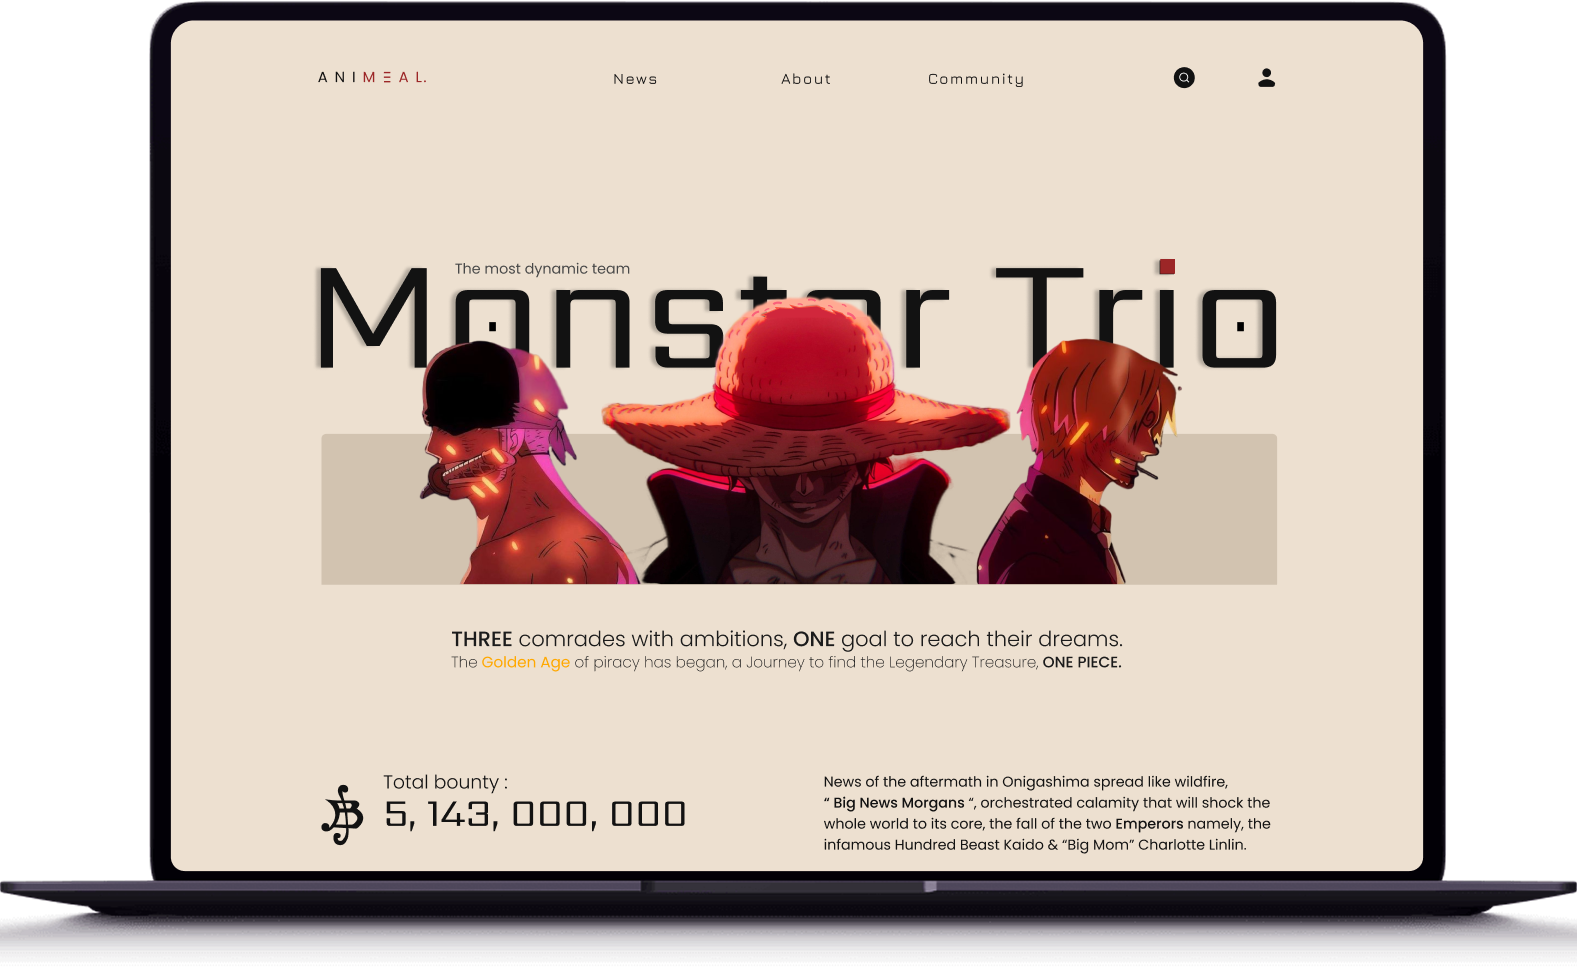 ANIMEAL.
News
About
Community
The most dynamic team
Monster Trio
THREE comrades with ambitions, ONE goal to reach their dreams.
The Golden Age of piracy has began, a Journey to find the Legendary Treasure, ONE PIECE.
Total bounty :
5, 143, 000, 000
News of the aftermath in Onigashima spread like wildfire,
“ Big News Morgans “, orchestrated calamity that will shock the
whole world to its core, the fall of the two Emperors namely, the
infamous Hundred Beast Kaido & “Big Mom” Charlotte Linlin.